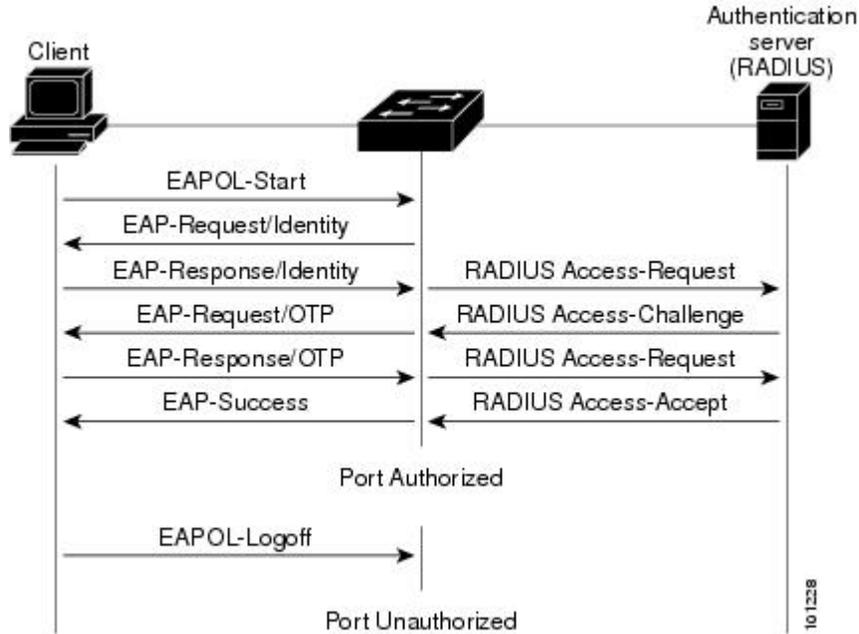 Authentication
server
(RADIUS)
Client
EAPOL-Start
EAP-Request/Identity
EAP-Response/Identity
RADIUS Access-Request
EAP-Request/OTP
RADIUS Access-Challenge
EAP-Response/OTP
RADIUS Access-Request
EAP-Success
RADIUS Access-Accept
Port Authorized
EAPOL-Logoff
Port Unauthorized
101228